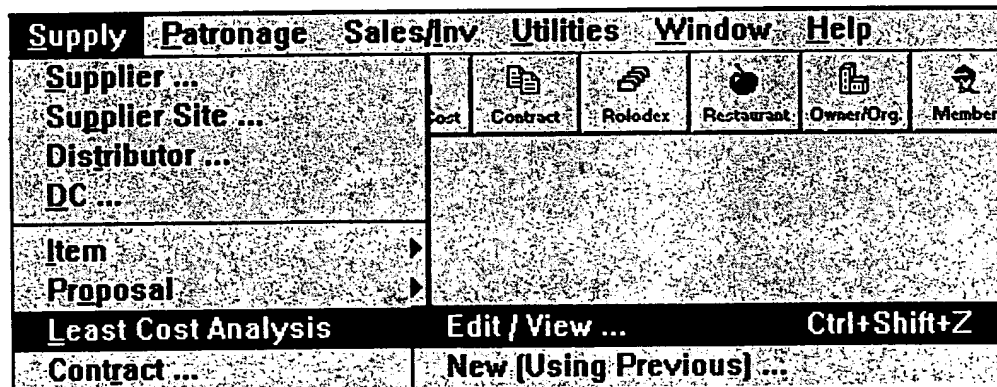 Supply Patronage Sales/Inv Utilities Window Help
Supplier ...
Supplier Site ...
Distributor ...
DC ...
Cost Contract Rolodex Restaurant Owner/Org. Member
Item
Proposal
Least Cost Analysis Edit / View ... Ctrl+Shift+Z
Contract ... New (Using Previous) ...